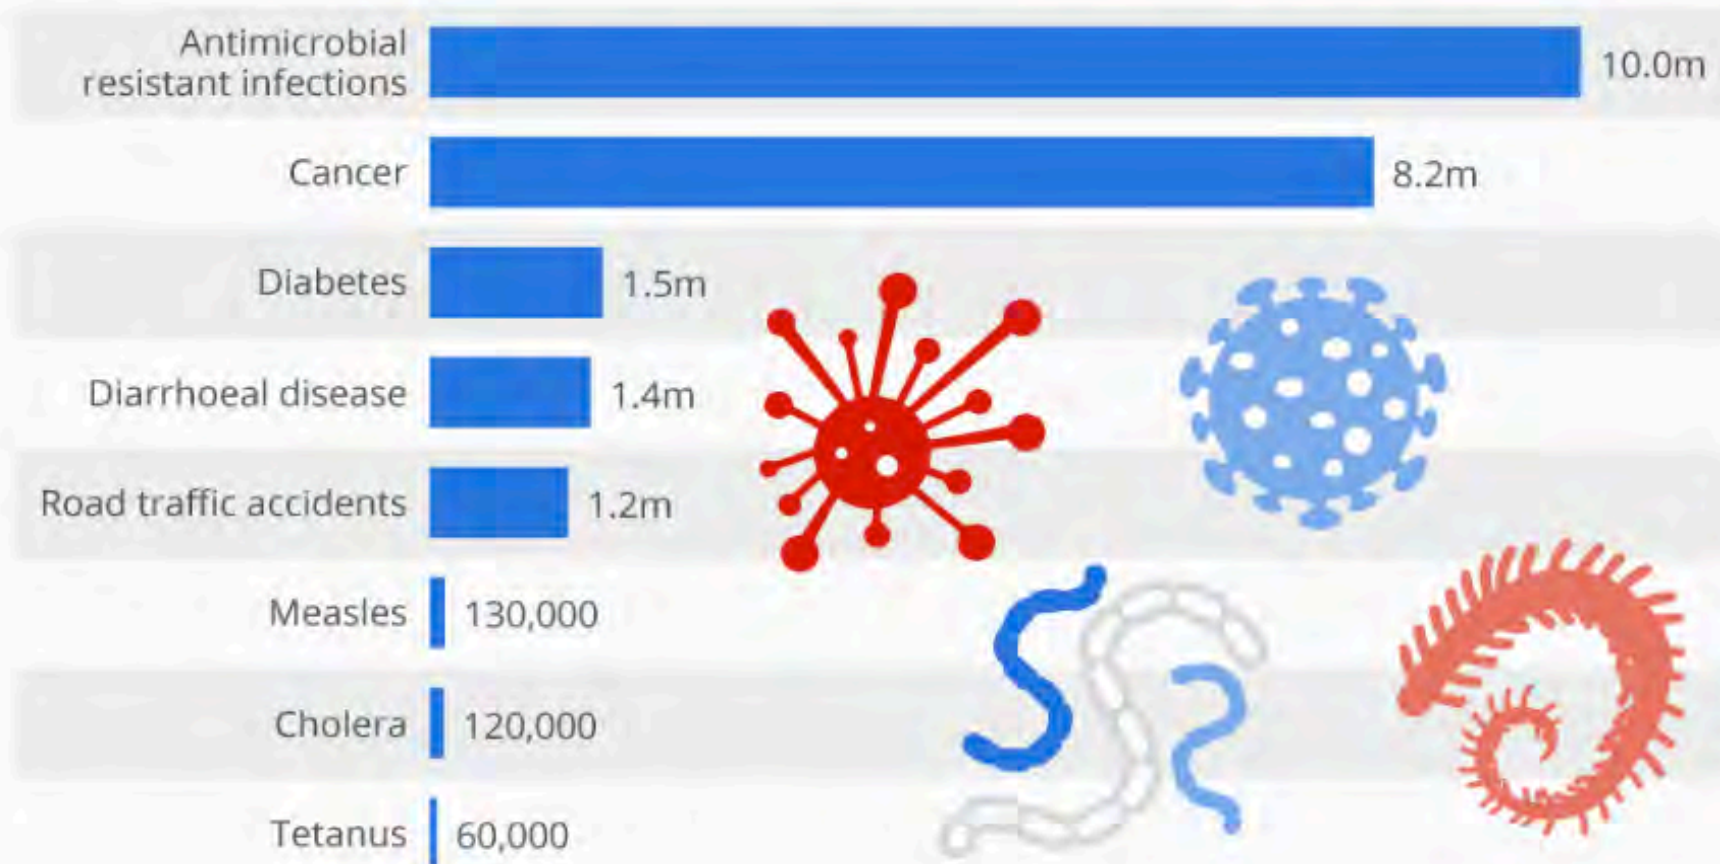 Antimicrobial
resistant infections
10.0m
Cancer
8.2m
Diabetes
1.5m
Diarrhoeal disease
1.4m
Road traffic accidents
1.2m
Measles
130,000
Cholera
120,000
Tetanus
60,000